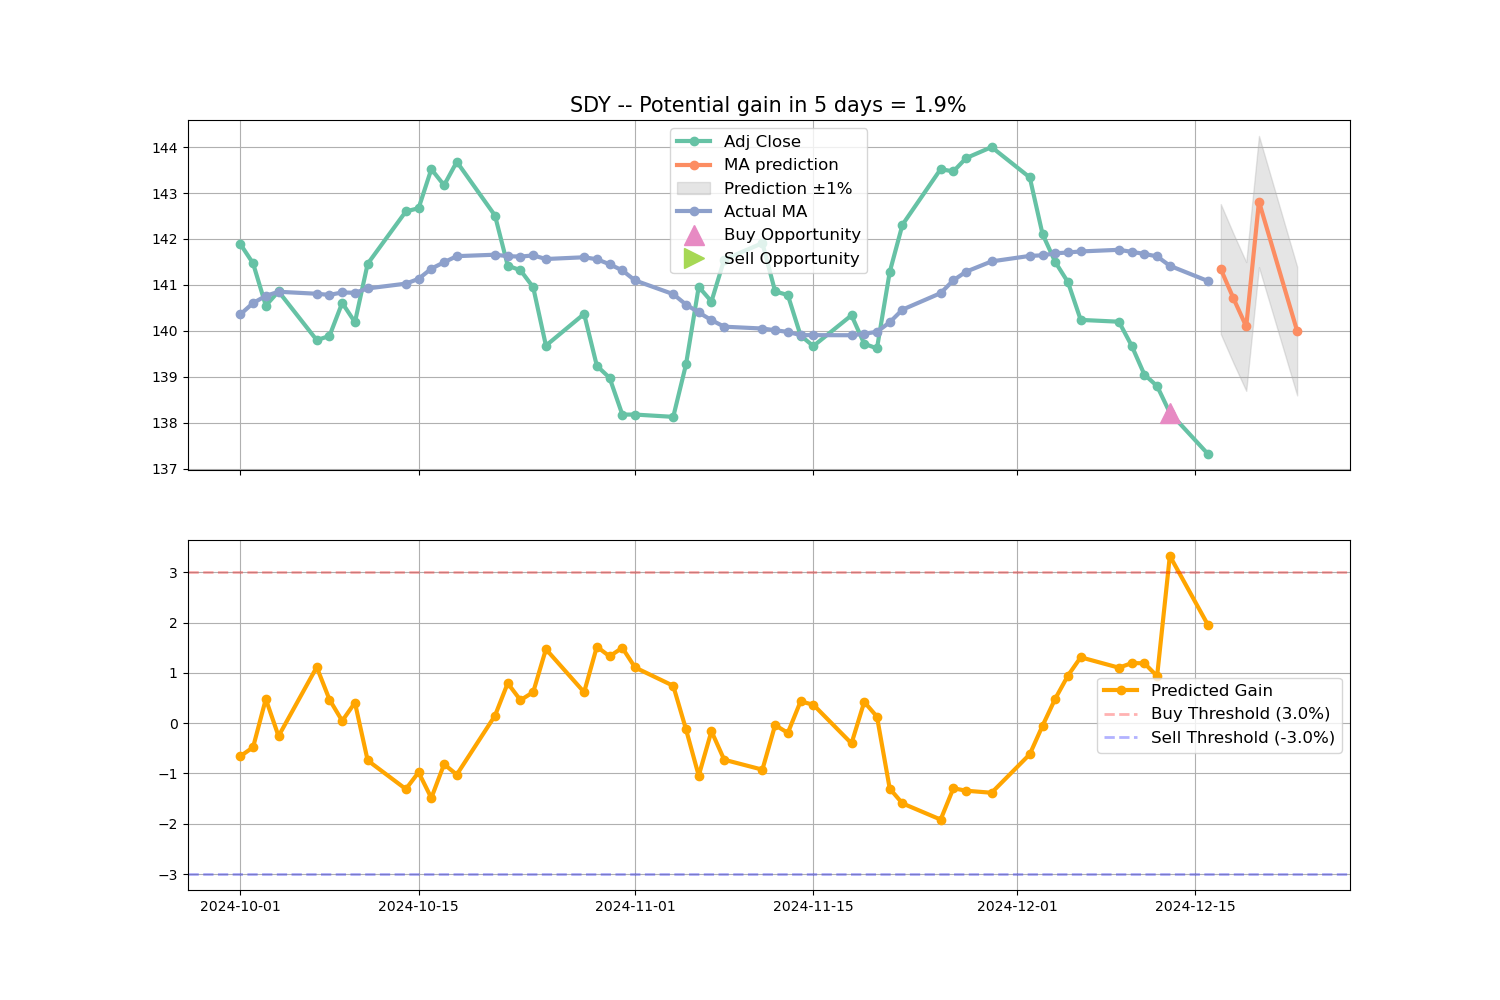 SDY -- Potential gain in 5 days = 1.9%
144
143
142
141
140
139
138
137
Adj Close
MA prediction
Prediction ±1%
Actual MA
Buy Opportunity
Sell Opportunity
3
2
1
0
−1
−2
−3
Predicted Gain
Buy Threshold (3.0%)
Sell Threshold (-3.0%)
2024-10-01 2024-10-15 2024-11-01 2024-11-15 2024-12-01 2024-12-15